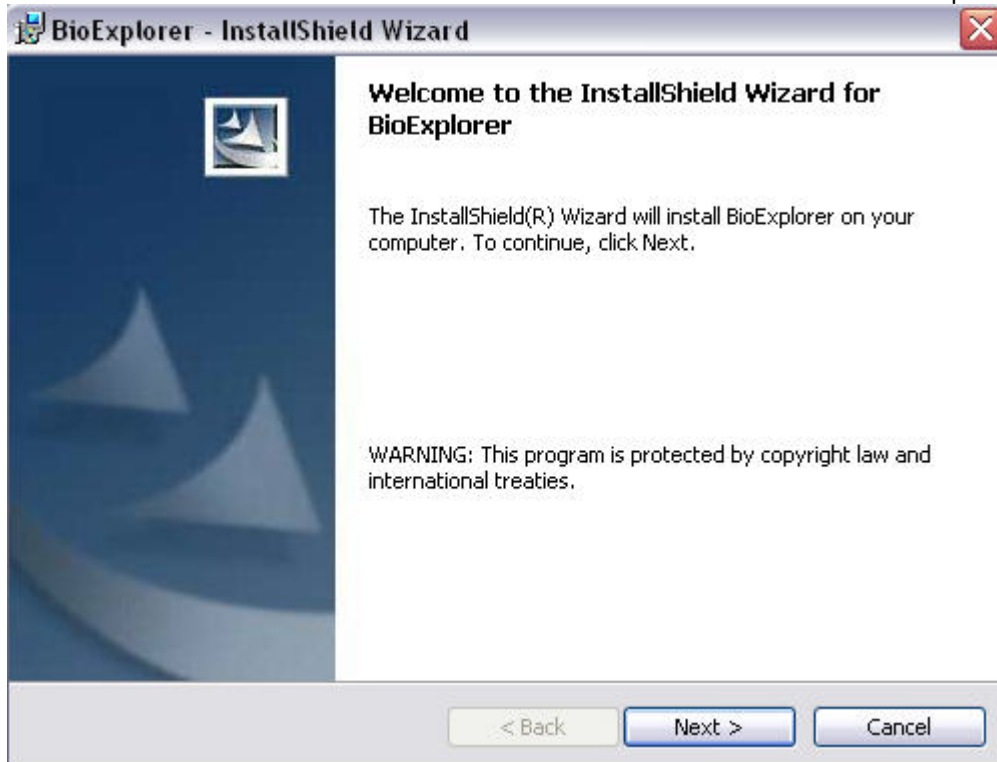 BioExplorer - InstallShield Wizard
Welcome to the InstallShield Wizard for
BioExplorer
The InstallShield(R) Wizard will install BioExplorer on your
computer. To continue, click Next.
WARNING: This program is protected by copyright law and
international treaties.
< Back Next > Cancel